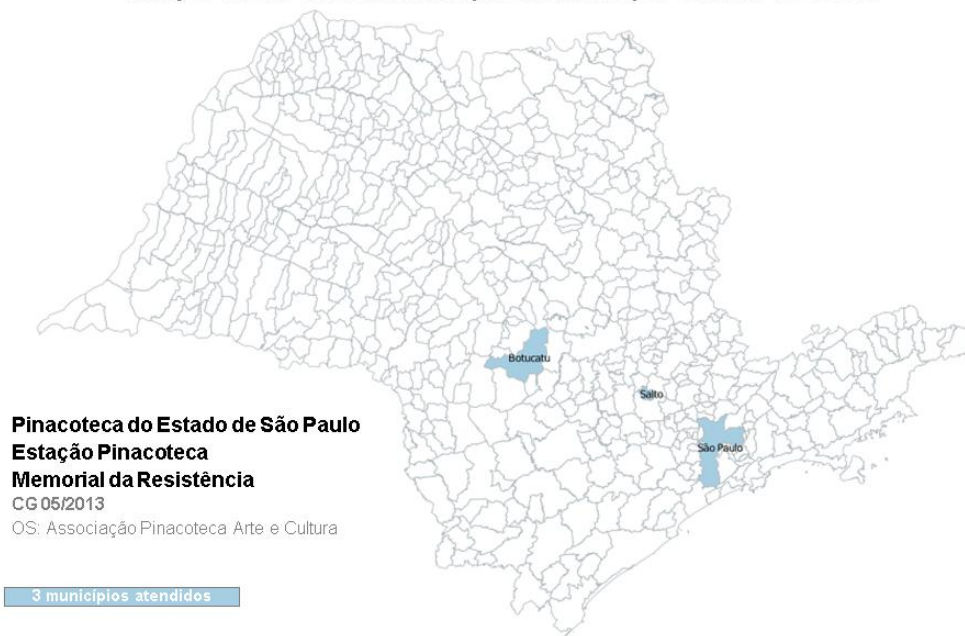 Botucatu
Salto
São Paulo
Pinacoteca do Estado de São Paulo
Estação Pinacoteca
Memorial da Resistência
CG 05/2013
OS: Associação Pinacoteca Arte e Cultura
3 municípios atendidos